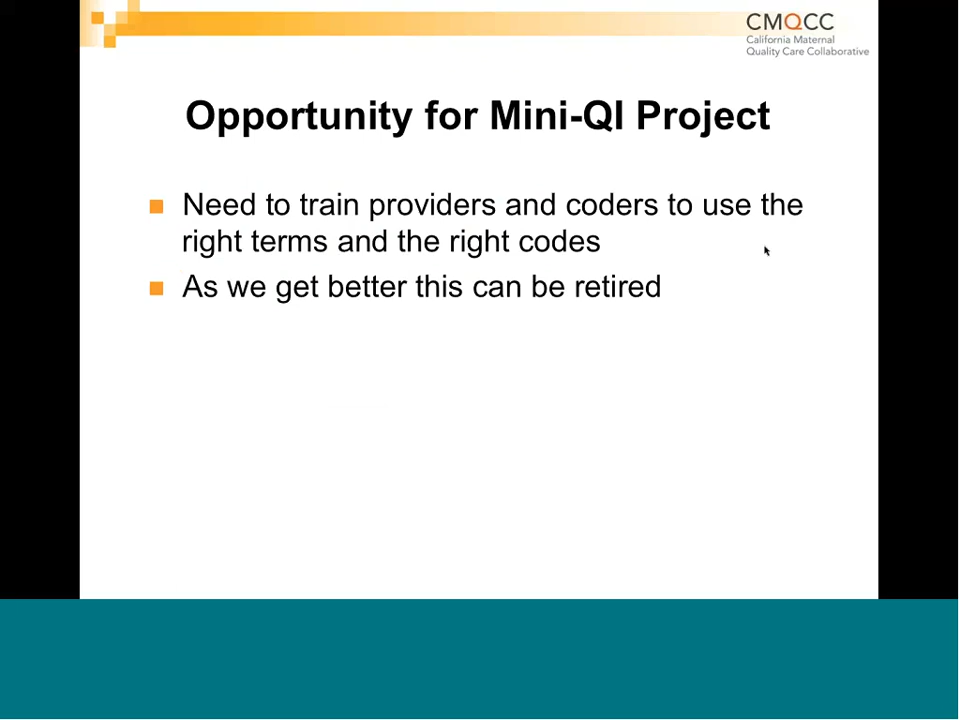 CMQCC
California Maternal
Quality Care Collaborative
Opportunity for Mini-QI Project
Need to train providers and coders to use the
right terms and the right codes
As we get better this can be retired